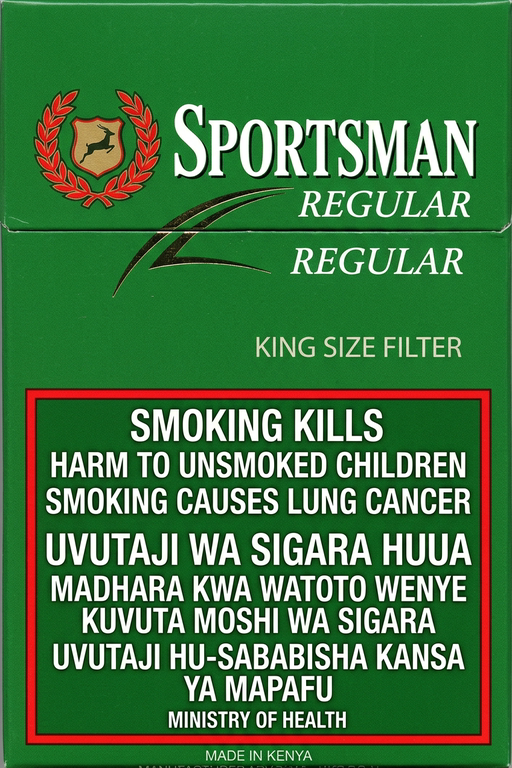 SPORTSMAN
REGULAR
REGULAR
KING SIZE FILTER
SMOKING KILLS
HARM TO UNSMOKED CHILDREN
SMOKING CAUSES LUNG CANCER
UVUTAJI WA SIGARA HUUA
MADHARA KWA WATOTO WENYE
KUVUTA MOSHI WA SIGARA
UVUTAJI HU-SABABISHA KANSA
YA MAPAFU
MINISTRY OF HEALTH
MADE IN KENYA